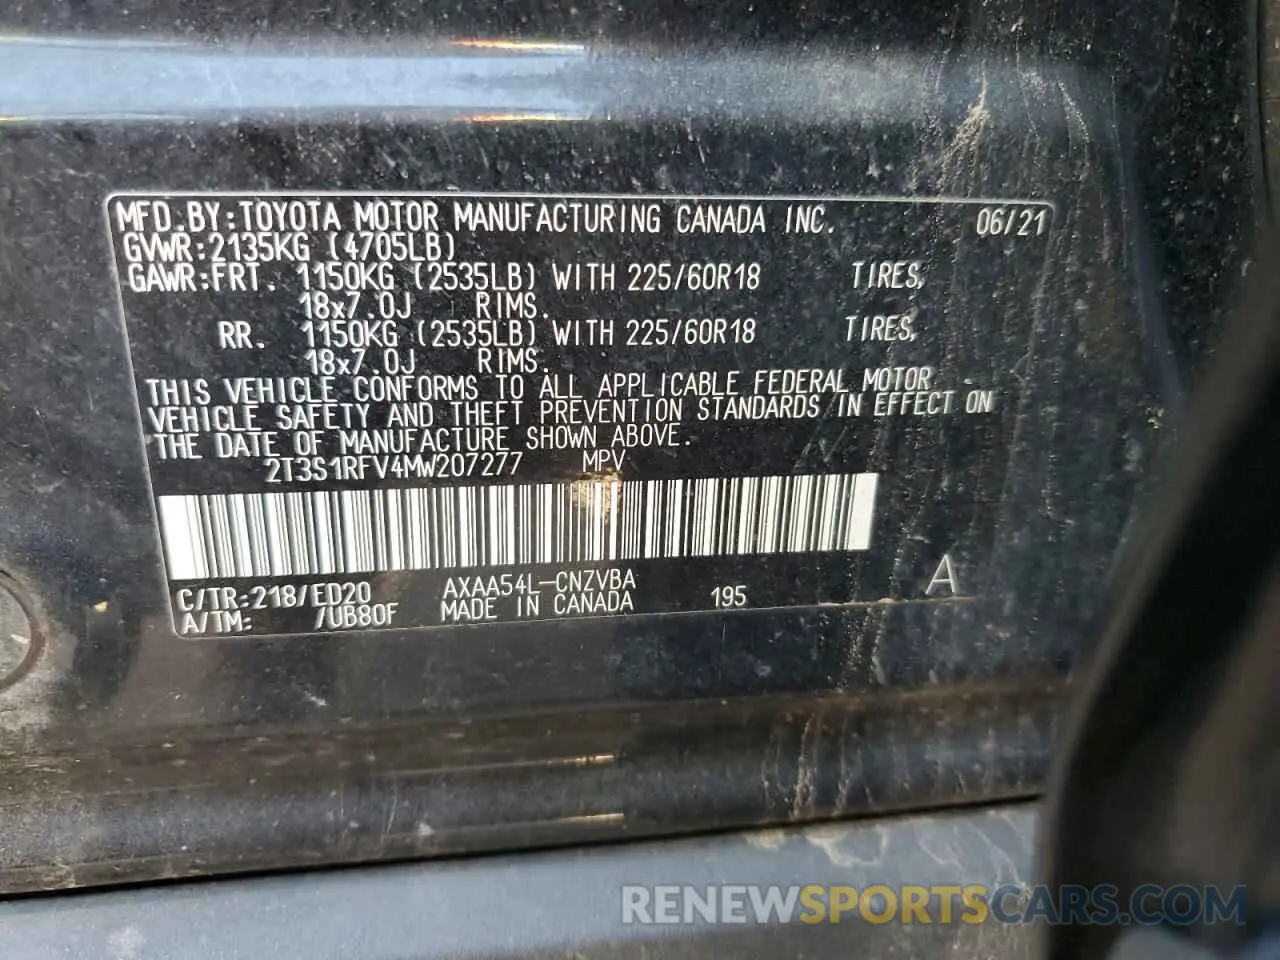 MFD.BY:TOYOTA MOTOR MANUFACTURING CANADA INC. 06/21
GVWR:2135KG (4705LB)
GAWR:FRT. 1150KG (2535LB) WITH 225/60R18 TIRES,
18x7.0J RIMS.
RR. 1150KG (2535LB) WITH 225/60R18 TIRES,
18x7.0J RIMS.
THIS VEHICLE CONFORMS TO ALL APPLICABLE FEDERAL MOTOR
VEHICLE SAFETY AND THEFT PREVENTION STANDARDS IN EFFECT ON
THE DATE OF MANUFACTURE SHOWN ABOVE.
2T3S1RFV4MW207277 MPV
C/TR:218/ED20 AXAA54L-CNZVBA 195 A
A/TM: /UB80F MADE IN CANADA
RENEWSPORTSCARS.COM